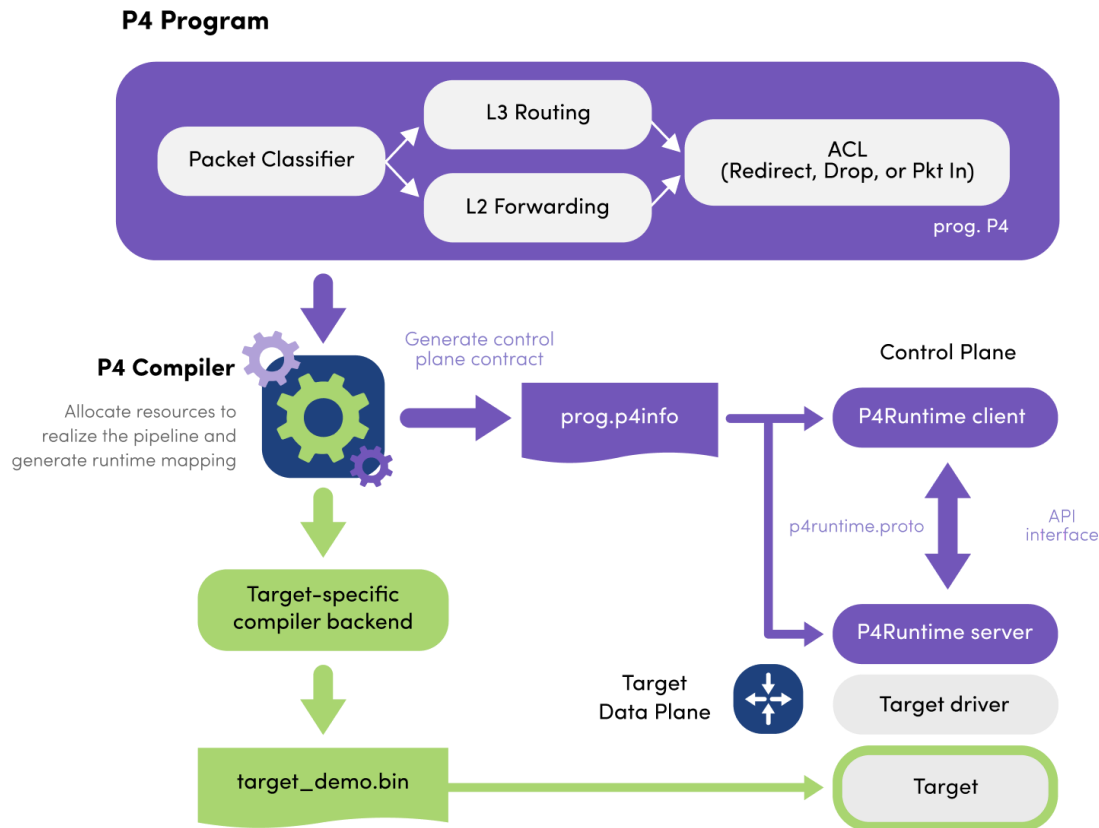 P4 Program
L3 Routing
Packet Classifier
ACL
(Redirect, Drop, or Pkt In)
L2 Forwarding
prog. P4
Generate control
plane contract
P4 Compiler
Allocate resources to
realize the pipeline and
generate runtime mapping
prog.p4info
Control Plane
P4Runtime client
p4runtime.proto
API
interface
Target-specific
compiler backend
P4Runtime server
Target
Data Plane
Target driver
target_demo.bin
Target